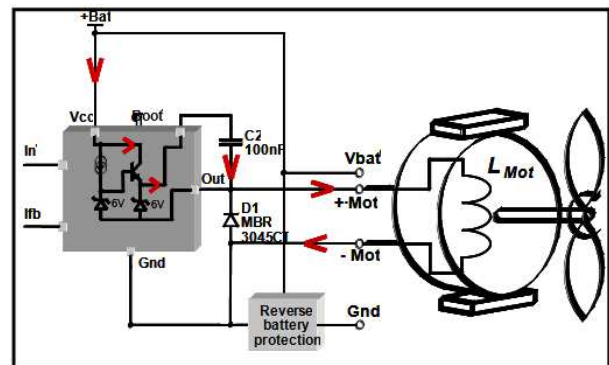 +Bat
Vcc
Boot
C2
100nF
Vbat
LMot
In'
Out
+Mot
-6V
-6V
D1
MBR
3045CT
Ifb
- Mot
Gnd
Reverse
battery
protection
Gnd